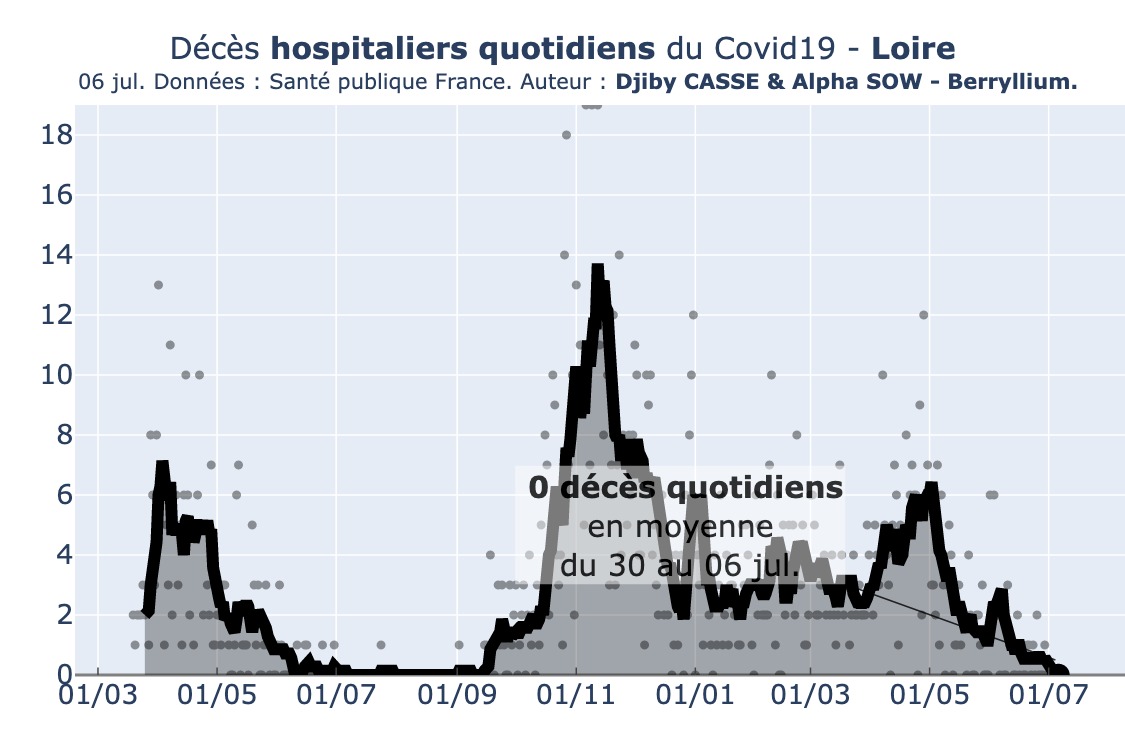 Décès hospitaliers quotidiens du Covid19 - Loire
06 jul. Données : Santé publique France. Auteur : Djiby CASSE & Alpha SOW - Berryllium.
18
16
14
12
10
8
6
4
2
0
0 décès quotidiens
en moyenne
du 30 au 06 jul.
01/03 01/05 01/07 01/09 01/11 01/01 01/03 01/05 01/07